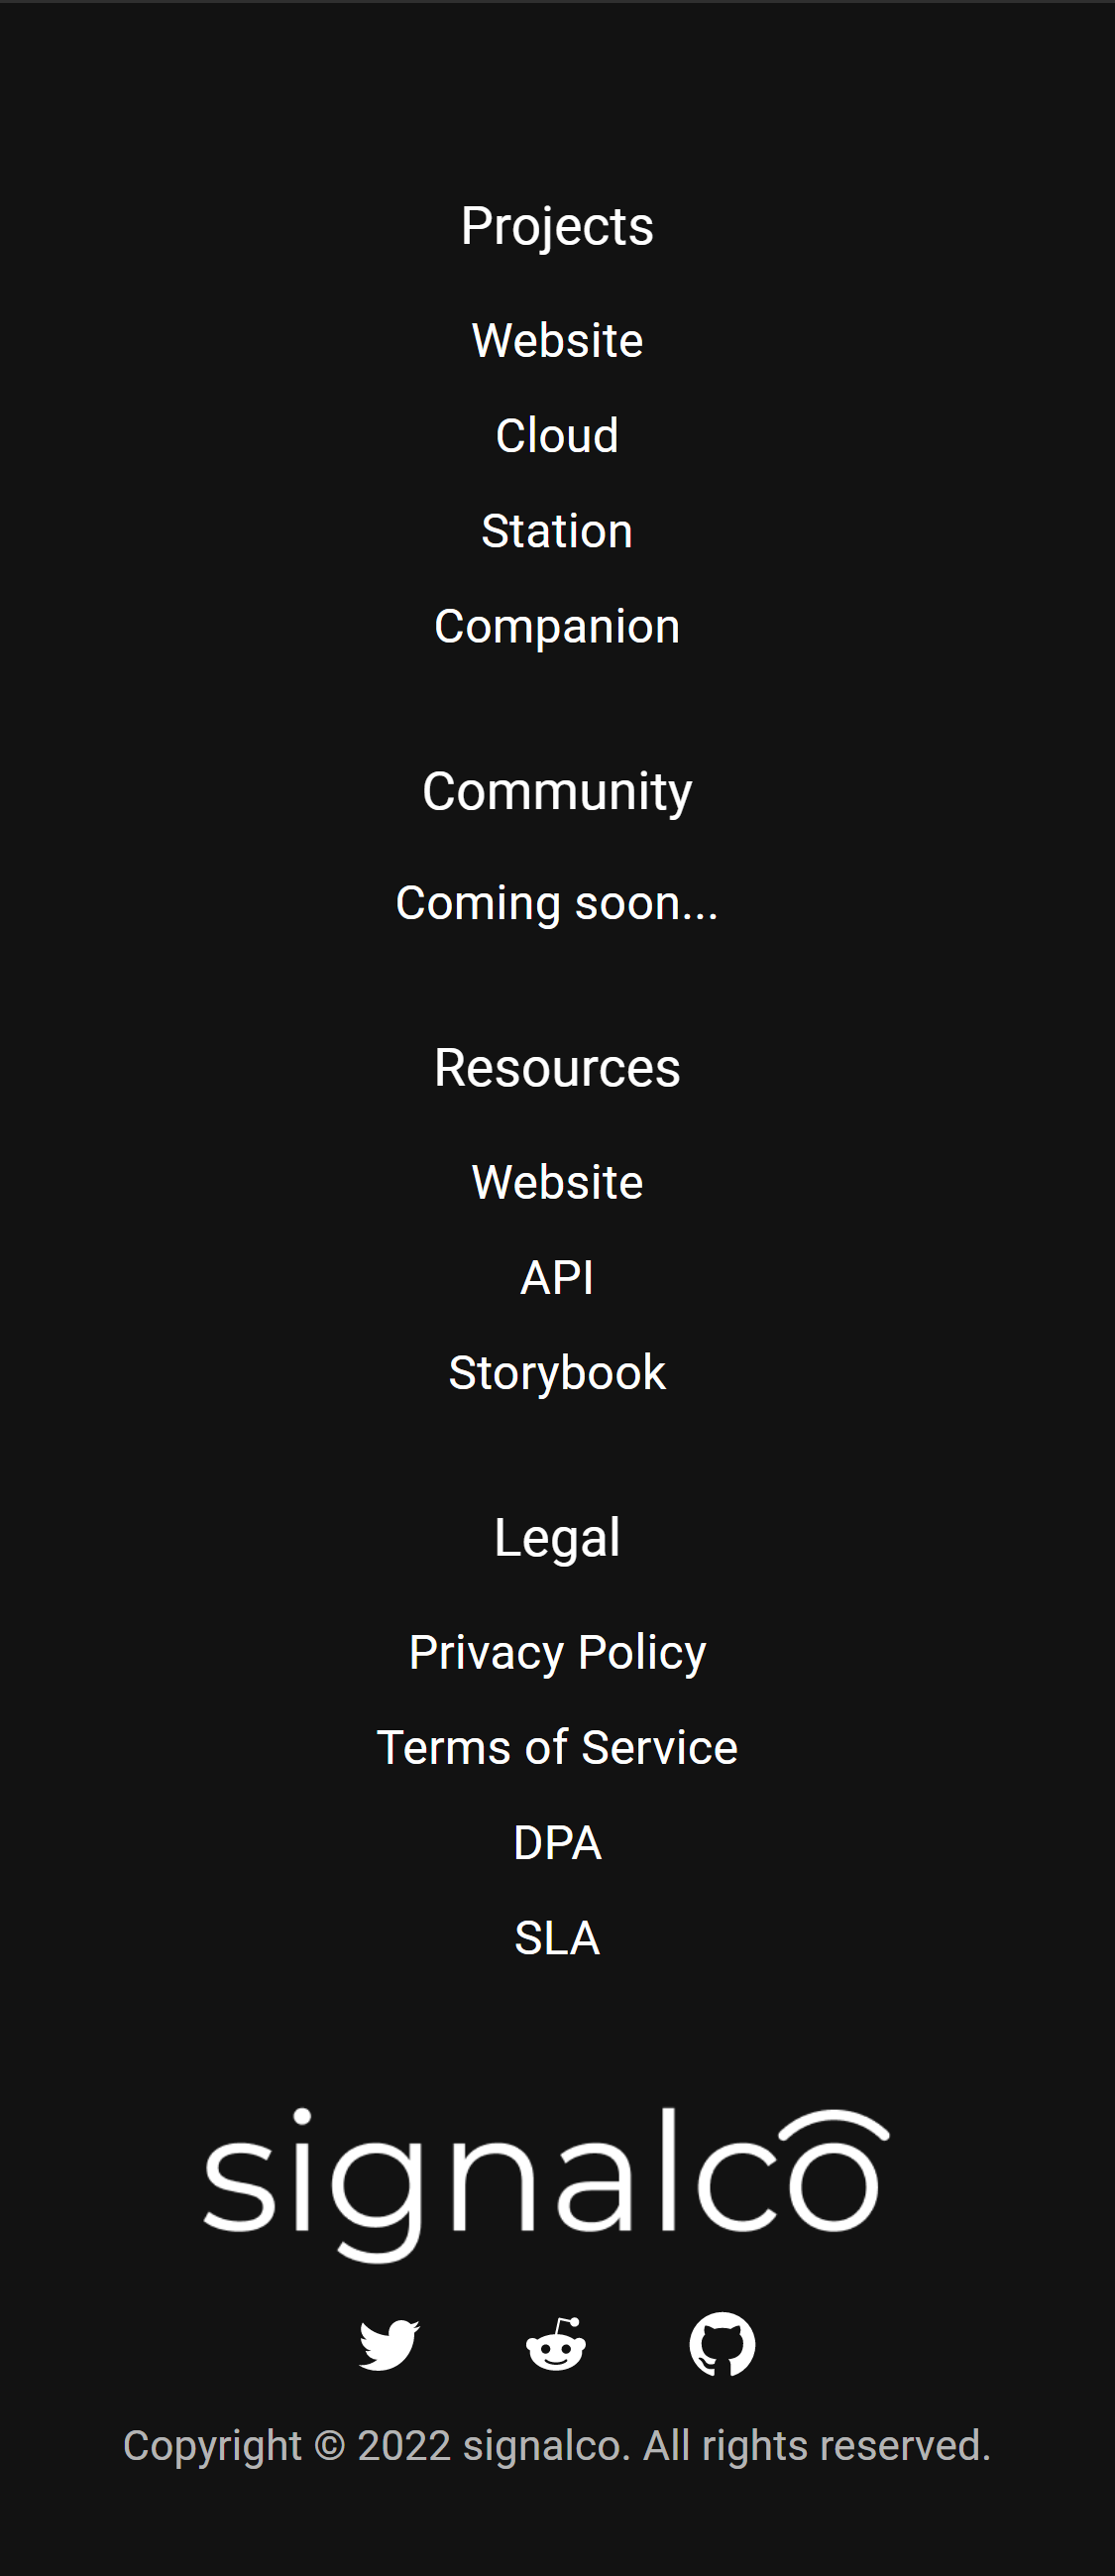 Projects
Website
Cloud
Station
Companion
Community
Coming soon...
Resources
Website
API
Storybook
Legal
Privacy Policy
Terms of Service
DPA
SLA
signalco
Copyright © 2022 signalco. All rights reserved.